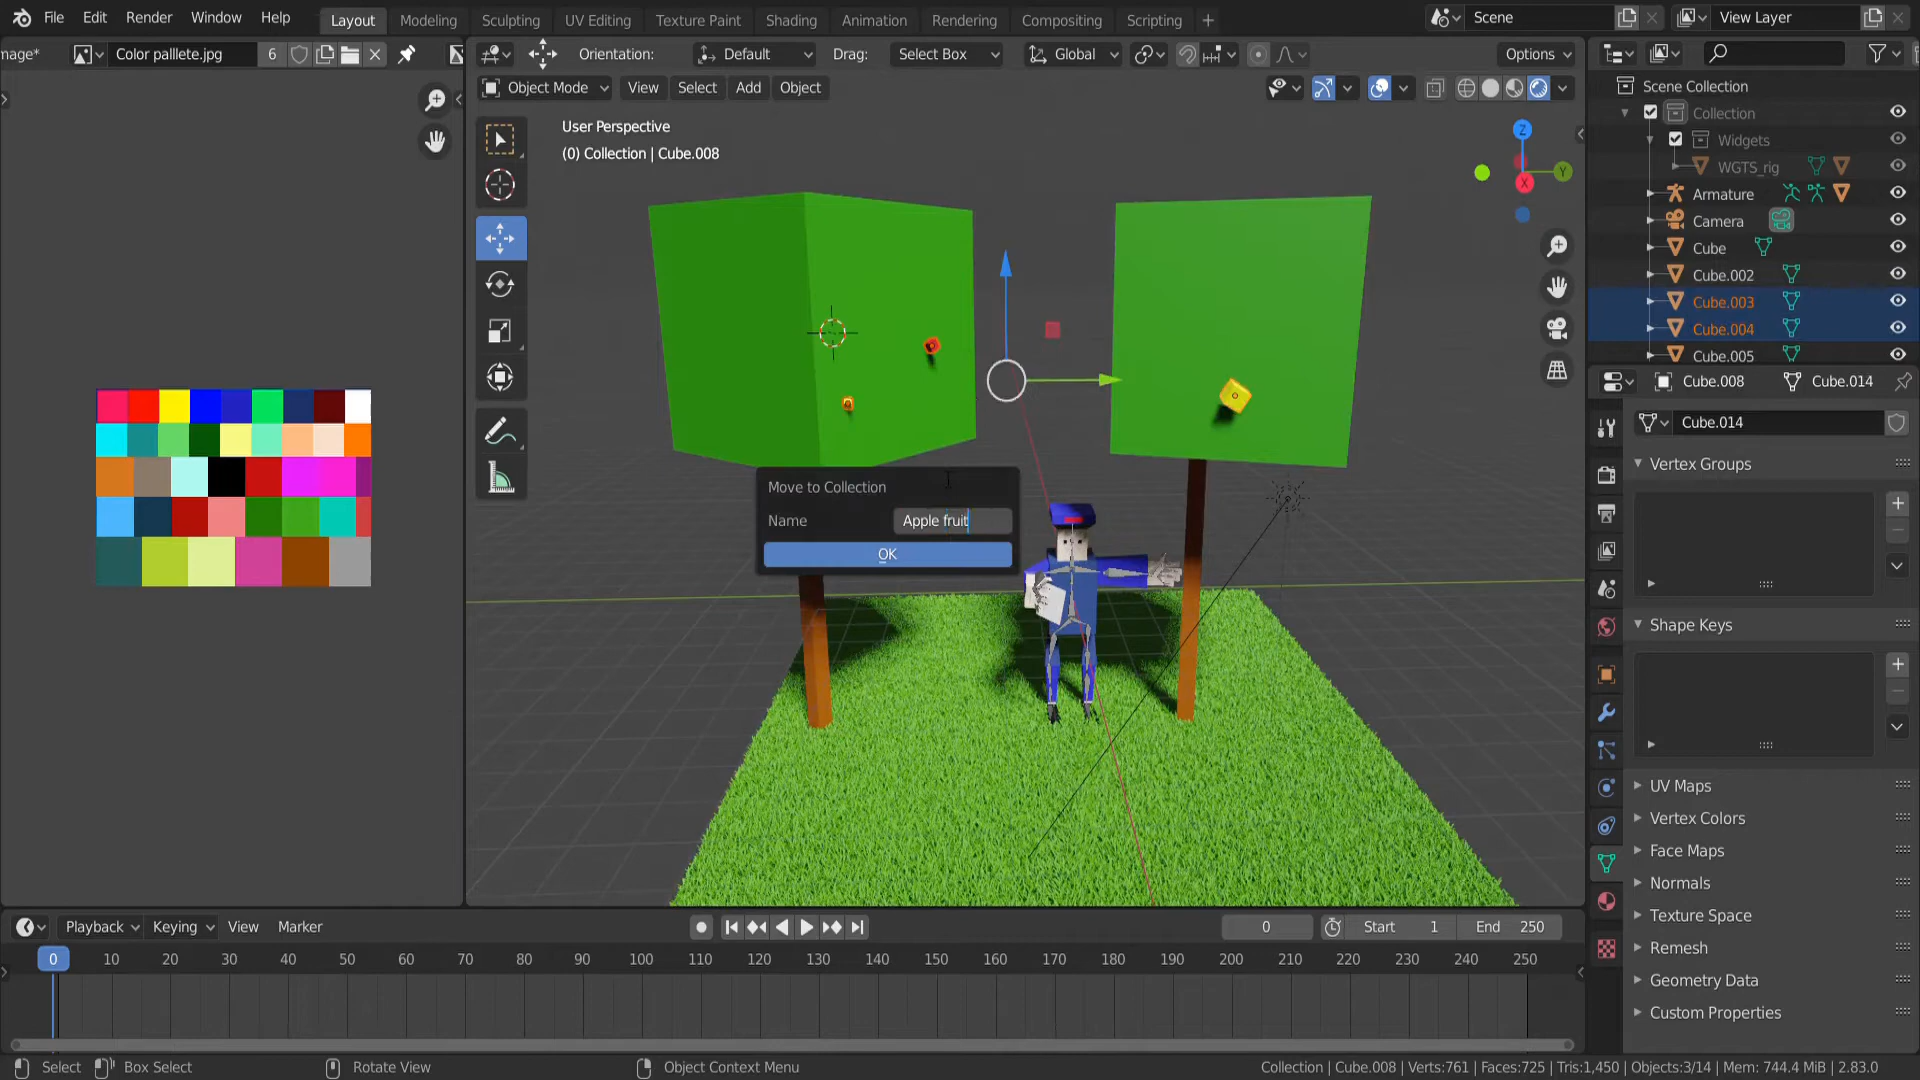 File Edit Render Window Help Layout Modeling Sculpting UV Editing Texture Paint Shading Animation Rendering Compositing Scripting + Scene View Layer
mage* Color palllete.jpg 6 Orientation: Default Drag: Select Box Global Options
Object Mode View Select Add Object
User Perspective
(0) Collection | Cube.008
Z
Y
X
Scene Collection
Collection
Widgets
WGTS_rig
Armature
Camera
Cube
Cube.002
Cube.003
Cube.004
Cube.005
Cube.008 Cube.014
Cube.014
Vertex Groups
Shape Keys
UV Maps
Vertex Colors
Face Maps
Normals
Texture Space
Remesh
Geometry Data
Custom Properties
Move to Collection
Name Apple fruit
OK
Playback Keying View Marker 0 Start 1 End 250
0 10 20 30 40 50 60 70 80 90 100 110 120 130 140 150 160 170 180 190 200 210 220 230 240 250
Select Box Select Rotate View Object Context Menu Collection | Cube.008 | Verts:761 | Faces:725 | Tris:1,450 | Objects:3/14 | Mem: 744.4 MiB | 2.83.0